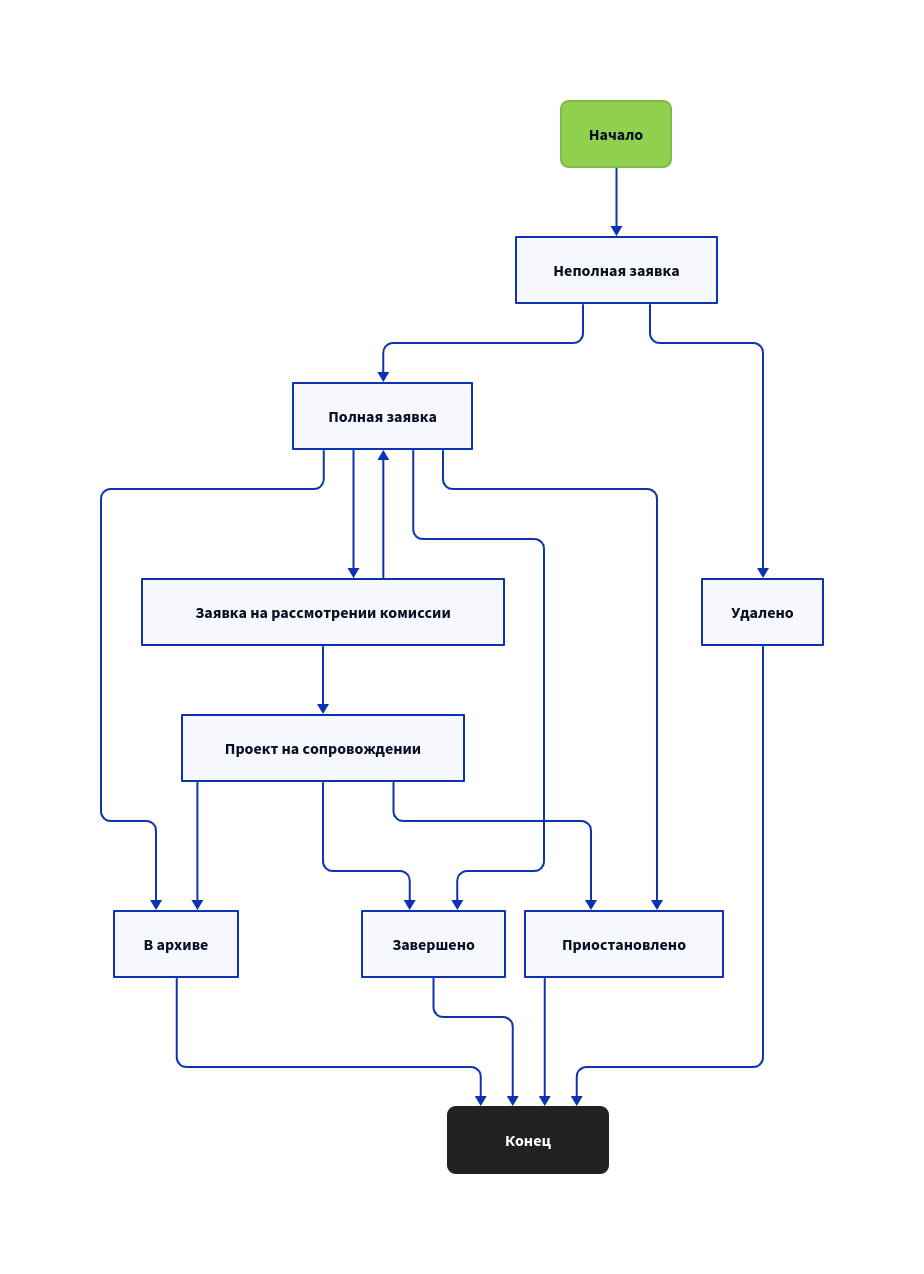 Начало
Неполная заявка
Полная заявка
Заявка на рассмотрении комиссии
Удалено
Проект на сопровождении
В архиве
Завершено
Приостановлено
Конец